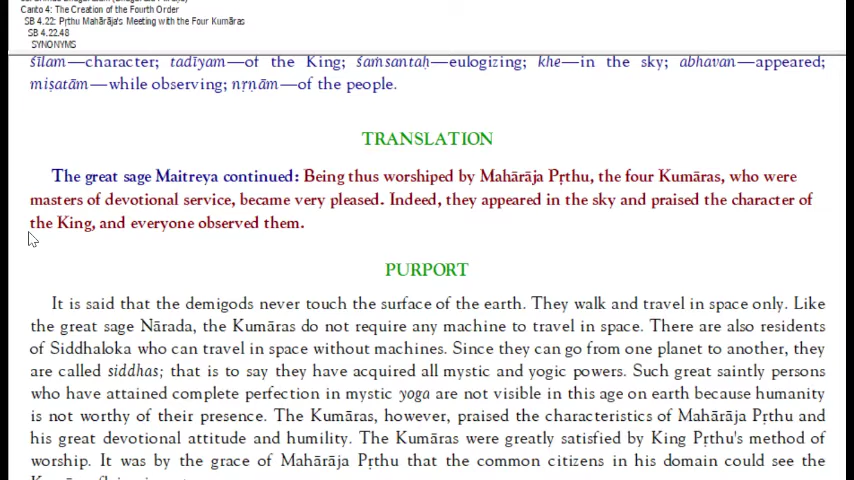 Canto 4: The Creation of the Fourth Order
SB 4.22: Pṛthu Mahārāja's Meeting with the Four Kumāras
SB 4.22.48
SYNONYMS
śīlam—character; tadīyam—of the King; śaṁsantaḥ—eulogizing; khe—in the sky; abhavan—appeared;
miṣatām—while observing; nṛṇām—of the people.
TRANSLATION
The great sage Maitreya continued: Being thus worshiped by Mahārāja Pṛthu, the four Kumāras, who were
masters of devotional service, became very pleased. Indeed, they appeared in the sky and praised the character of
the King, and everyone observed them.
PURPORT
It is said that the demigods never touch the surface of the earth. They walk and travel in space only. Like
the great sage Nārada, the Kumāras do not require any machine to travel in space. There are also residents
of Siddhaloka who can travel in space without machines. Since they can go from one planet to another, they
are called siddhas; that is to say they have acquired all mystic and yogic powers. Such great saintly persons
who have attained complete perfection in mystic yoga are not visible in this age on earth because humanity
is not worthy of their presence. The Kumāras, however, praised the characteristics of Mahārāja Pṛthu and
his great devotional attitude and humility. The Kumāras were greatly satisfied by King Pṛthu's method of
worship. It was by the grace of Mahārāja Pṛthu that the common citizens in his domain could see the